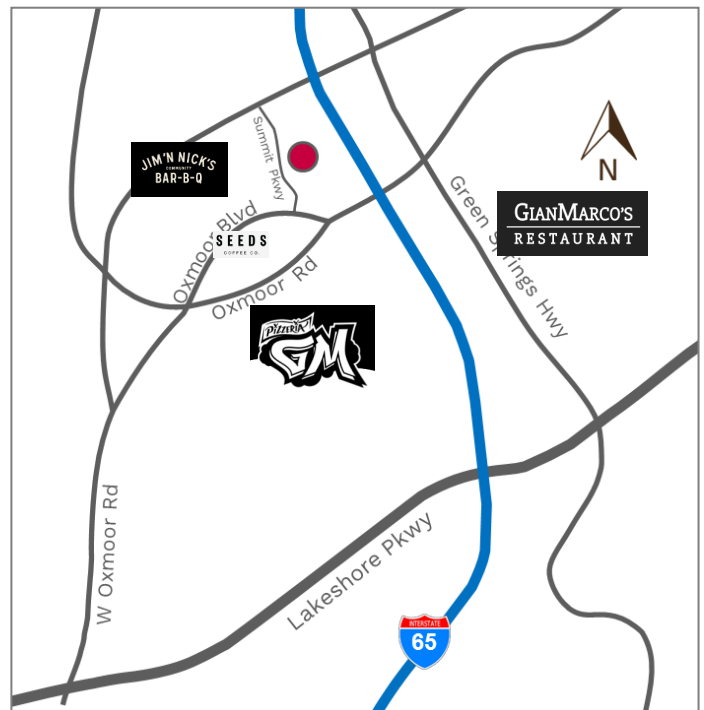 Summit Pkwy
JIM'N NICK'S
COMMUNITY
BAR-B-Q
N
GIANMARCO'S
RESTAURANT
Green Springs Hwy
Oxmoor Blvd
SEEDS
COFFEE CO.
Oxmoor Rd
PIZZERIA
GM
W Oxmoor Rd
Lakeshore Pkwy
INTERSTATE
65